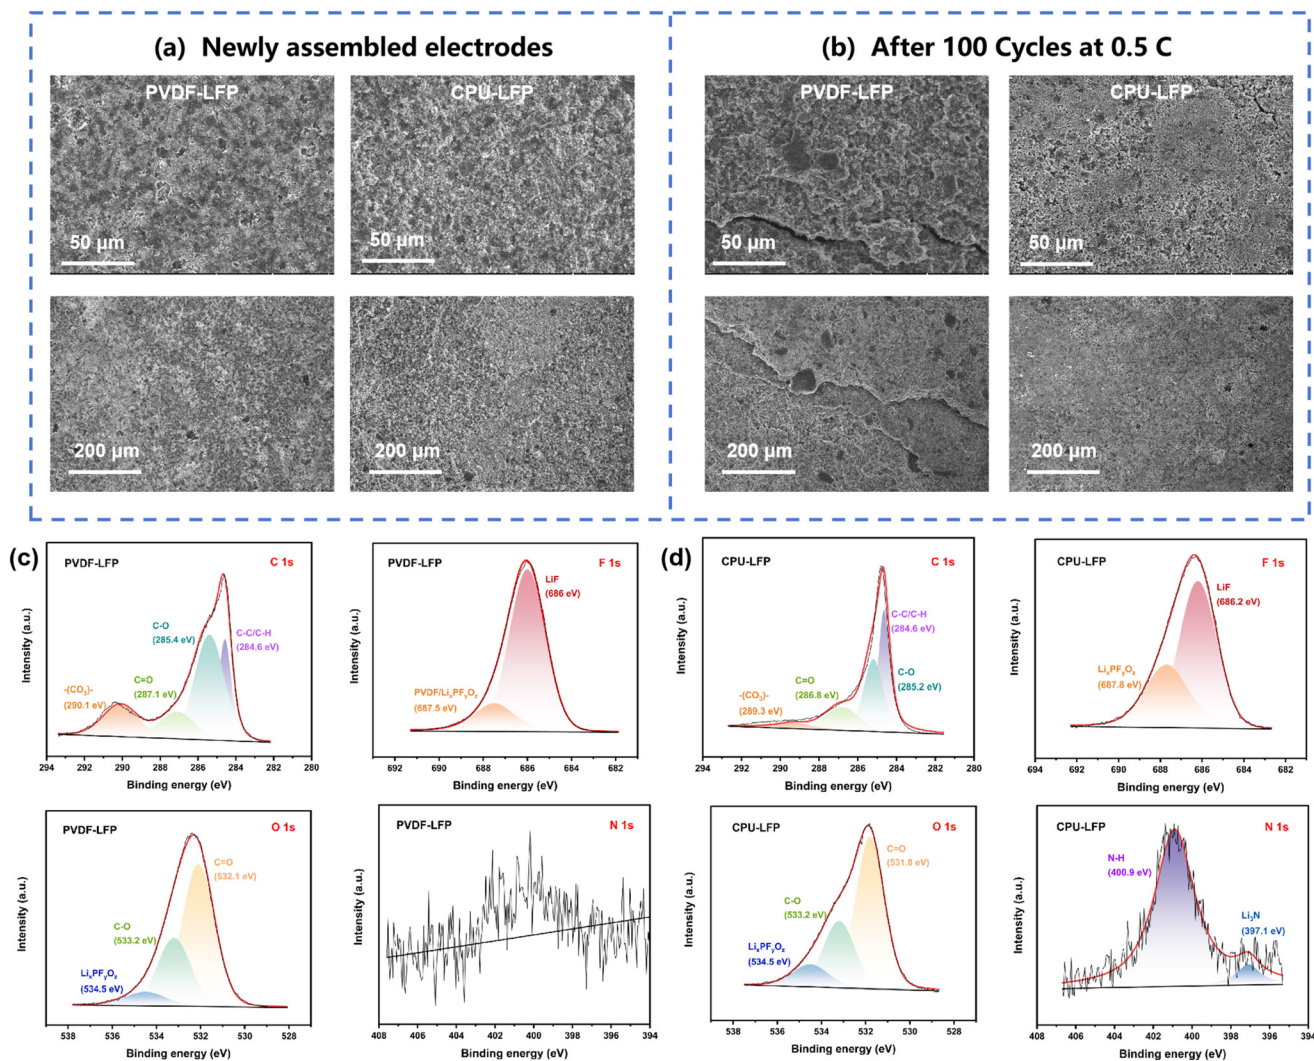 (a) Newly assembled electrodes
(b) After 100 Cycles at 0.5 C
PVDF-LFP
CPU-LFP
PVDF-LFP
CPU-LFP
50 μm
50 μm
50 μm
50 μm
200 μm
200 μm
200 μm
200 μm
(c)
PVDF-LFP
C 1s
C-O
(285.4 eV)
C-C/C-H
(284.6 eV)
C=O
(287.1 eV)
-(CO₃)-
(290.1 eV)
Intensity (a.u.)
294 292 290 288 286 284 282 280
Binding energy (eV)
PVDF-LFP
F 1s
LiF
(686 eV)
PVDF/LiₓPFᵧO_z
(687.5 eV)
Intensity (a.u.)
692 690 688 686 684 682
Binding energy (eV)
(d)
CPU-LFP
C 1s
C-C/C-H
(284.6 eV)
C=O
(286.8 eV)
C-O
(285.2 eV)
-(CO₃)-
(289.3 eV)
Intensity (a.u.)
294 292 290 288 286 284 282 280
Binding energy (eV)
CPU-LFP
F 1s
LiF
(686.2 eV)
LiₓPFᵧO_z
(687.8 eV)
Intensity (a.u.)
694 692 690 688 686 684 682
Binding energy (eV)
PVDF-LFP
O 1s
C=O
(532.1 eV)
C-O
(533.2 eV)
LiₓPFᵧO_z
(534.5 eV)
Intensity (a.u.)
538 536 534 532 530 528
Binding energy (eV)
PVDF-LFP
N 1s
Intensity (a.u.)
408 406 404 402 400 398 396 394
Binding energy (eV)
CPU-LFP
O 1s
C=O
(531.8 eV)
C-O
(533.2 eV)
LiₓPFᵧO_z
(534.5 eV)
Intensity (a.u.)
538 536 534 532 530 528
Binding energy (eV)
CPU-LFP
N 1s
N-H
(400.9 eV)
Li₃N
(397.1 eV)
Intensity (a.u.)
408 406 404 402 400 398 396 394
Binding energy (eV)